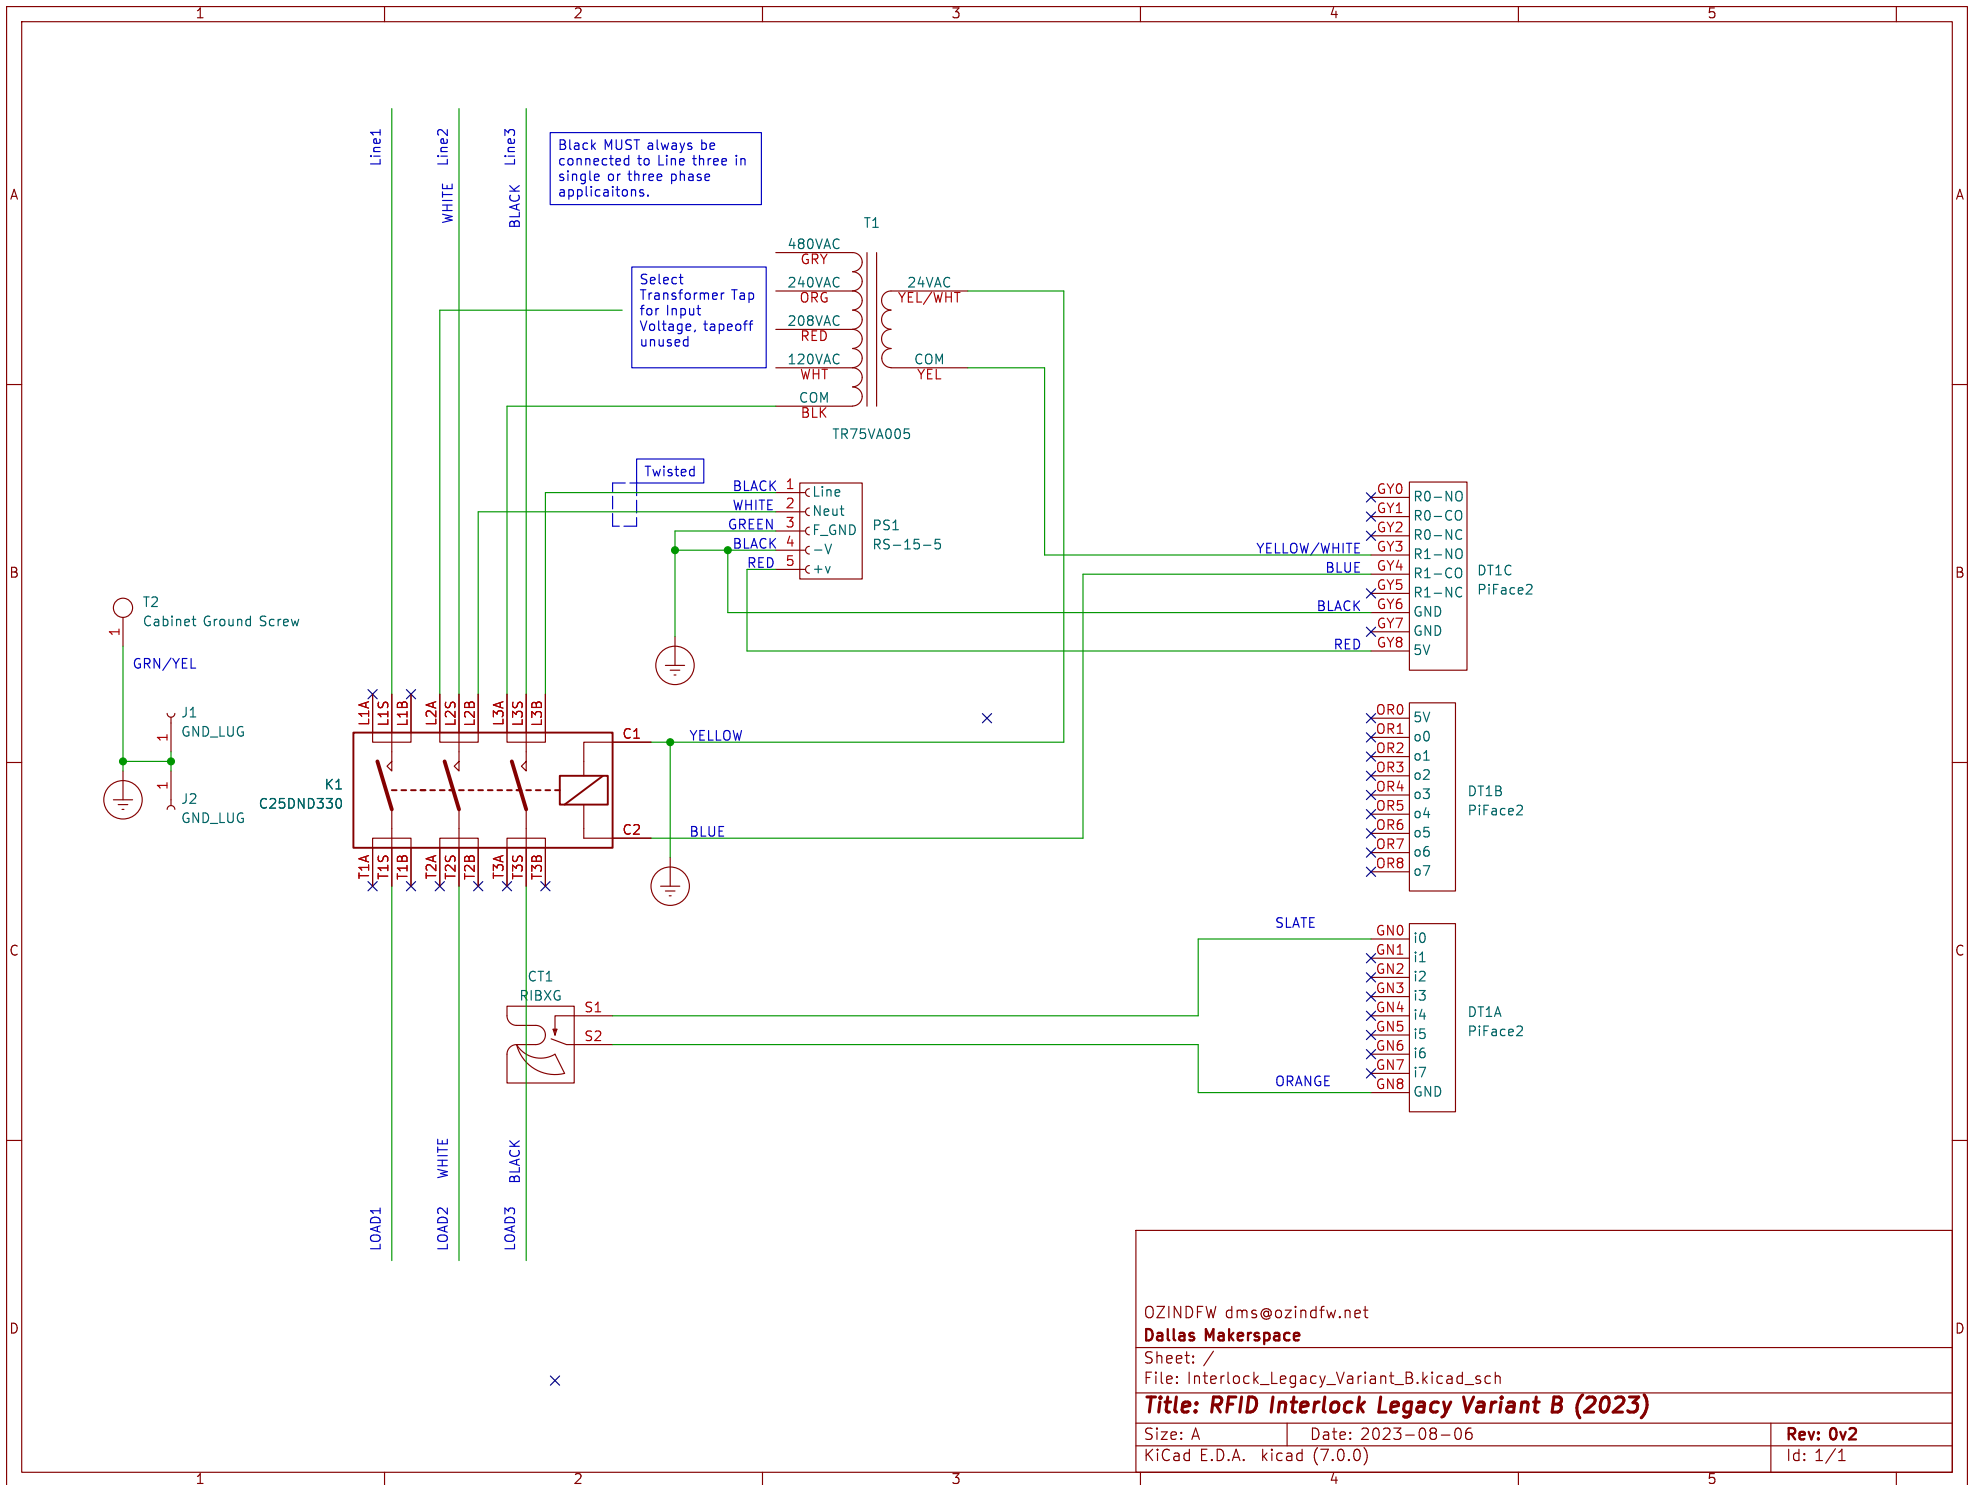 1 2 3 4 5
A
B
C
D
A
B
C
D
1 2 3 4 5
Line1
Line2
Line3
WHITE
BLACK
Black MUST always be
connected to Line three in
single or three phase
applicaitons.
Select
Transformer Tap
for Input
Voltage, tapeoff
unused
T1
480VAC
GRY
240VAC
ORG
208VAC
RED
120VAC
WHT
COM
BLK
24VAC
YEL/WHT
COM
YEL
TR75VA005
Twisted
BLACK 1 Line
WHITE 2 Neut
GREEN 3 F_GND
BLACK 4 -V
RED 5 +v
PS1
RS-15-5
YELLOW/WHITE
BLUE
BLACK
RED
GY0 R0-NO
GY1 R0-CO
GY2 R0-NC
GY3 R1-NO
GY4 R1-CO
GY5 R1-NC
GY6 GND
GY7 GND
GY8 5V
DT1C
PiFace2
T2
Cabinet Ground Screw
1
GRN/YEL
J1
GND_LUG
1
1
J2
GND_LUG
L1A L1S L1B L2A L2S L2B L3A L3S L3B
K1
C25DND330
C1
YELLOW
C2
BLUE
T1A T1S T1B T2A T2S T2B T3A T3S T3B
OR0 5V
OR1 o0
OR2 o1
OR3 o2
OR4 o3
OR5 o4
OR6 o5
OR7 o6
OR8 o7
DT1B
PiFace2
CT1
RIBXG
S1
S2
SLATE
ORANGE
GN0 i0
GN1 i1
GN2 i2
GN3 i3
GN4 i4
GN5 i5
GN6 i6
GN7 i7
GN8 GND
DT1A
PiFace2
WHITE
BLACK
LOAD1
LOAD2
LOAD3
OZINDFW dms@ozindfw.net
Dallas Makerspace
Sheet: /
File: Interlock_Legacy_Variant_B.kicad_sch
Title: RFID Interlock Legacy Variant B (2023)
Size: A Date: 2023-08-06 Rev: 0v2
KiCad E.D.A. kicad (7.0.0) Id: 1/1